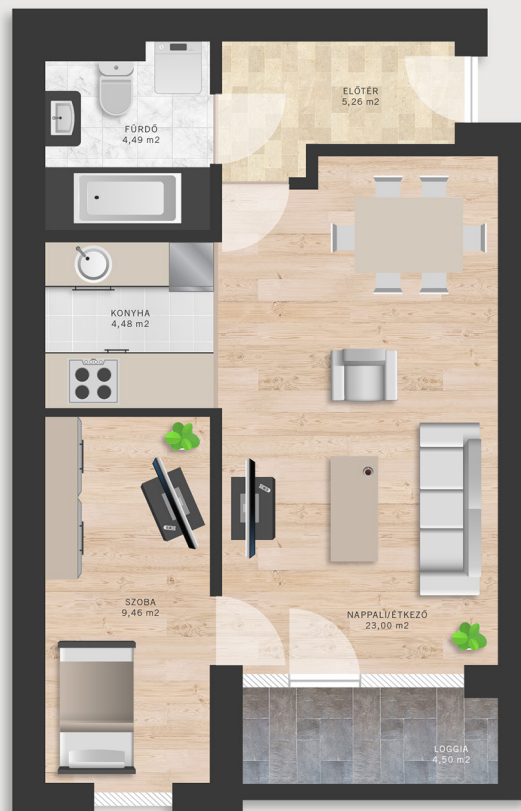 ELŐTÉR
5,26 m2
FÜRDŐ
4,49 m2
KONYHA
4,48 m2
SZOBA
9,46 m2
NAPPALI/ÉTKEZŐ
23,00 m2
LOGGIA
4,50 m2